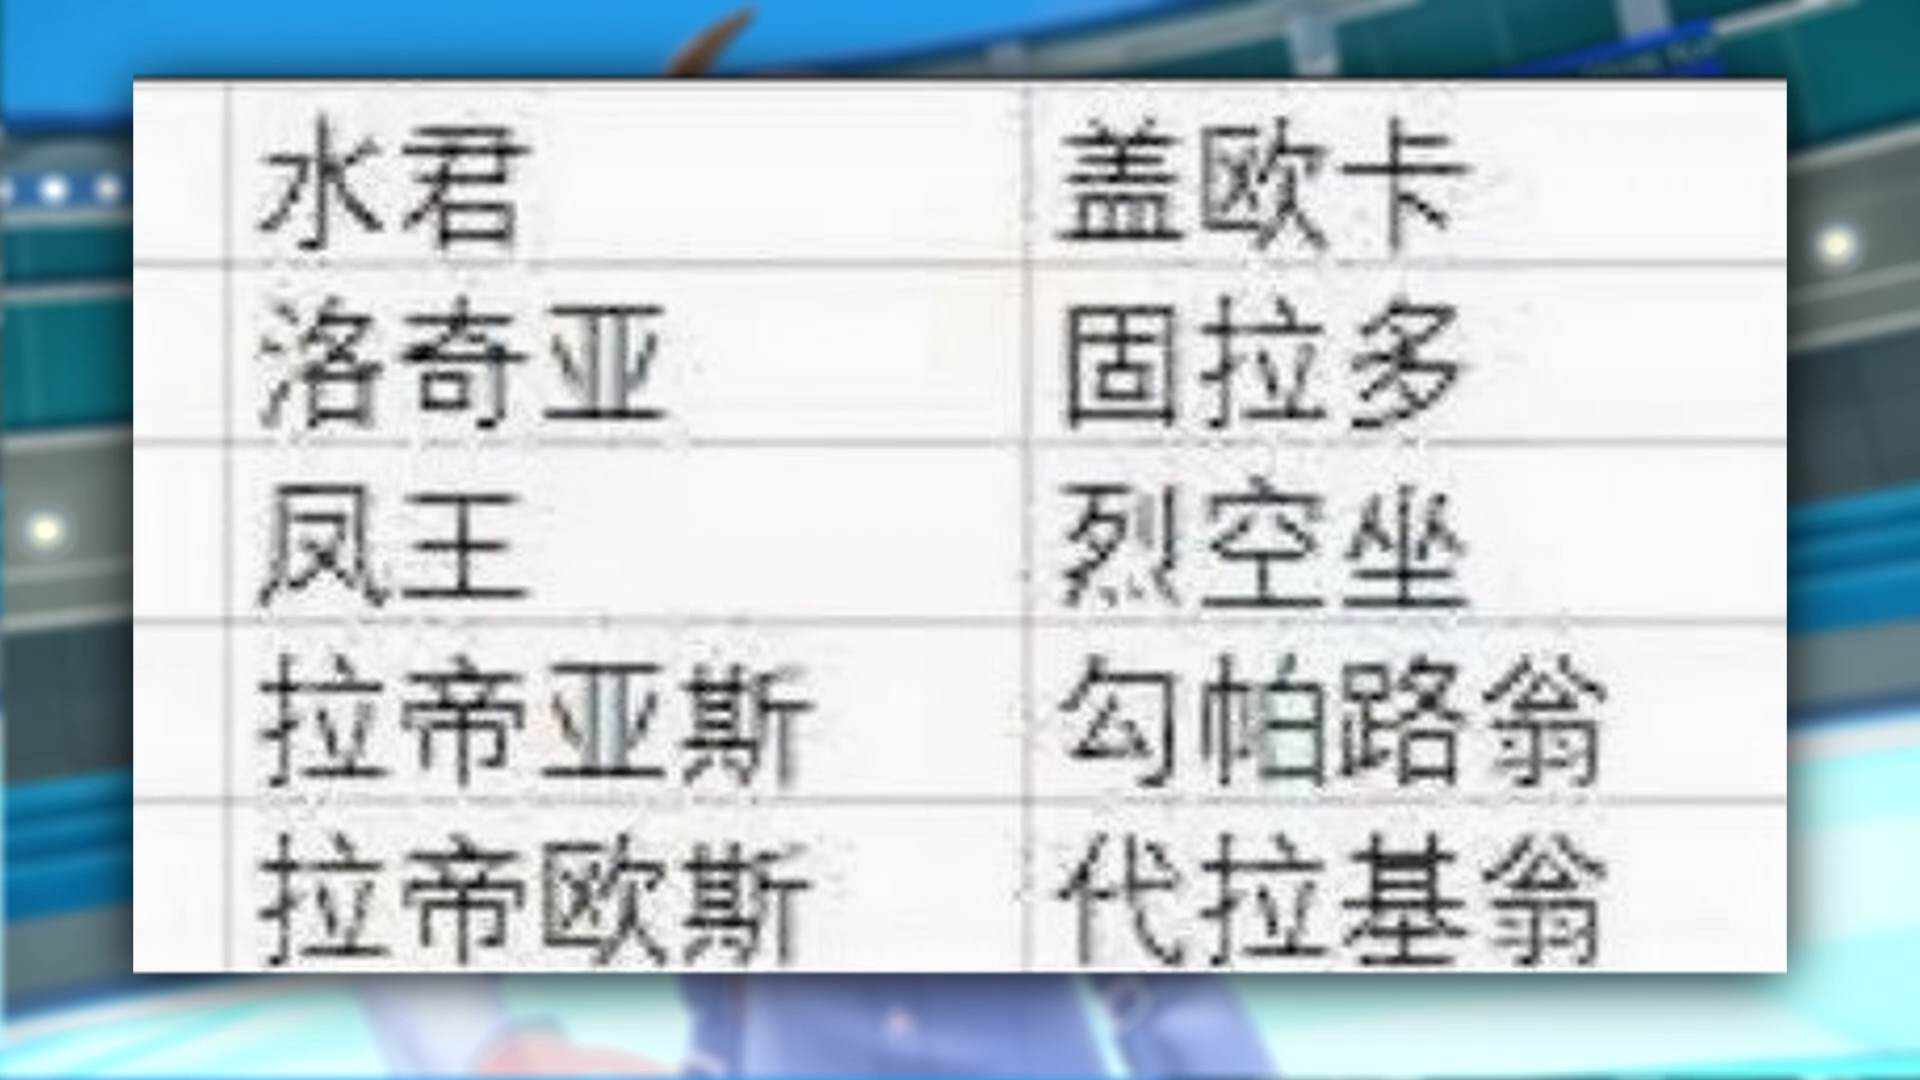 水君 盖欧卡
洛奇亚 固拉多
凤王 烈空坐
拉帝亚斯 勾帕路翁
拉帝欧斯 代拉基翁